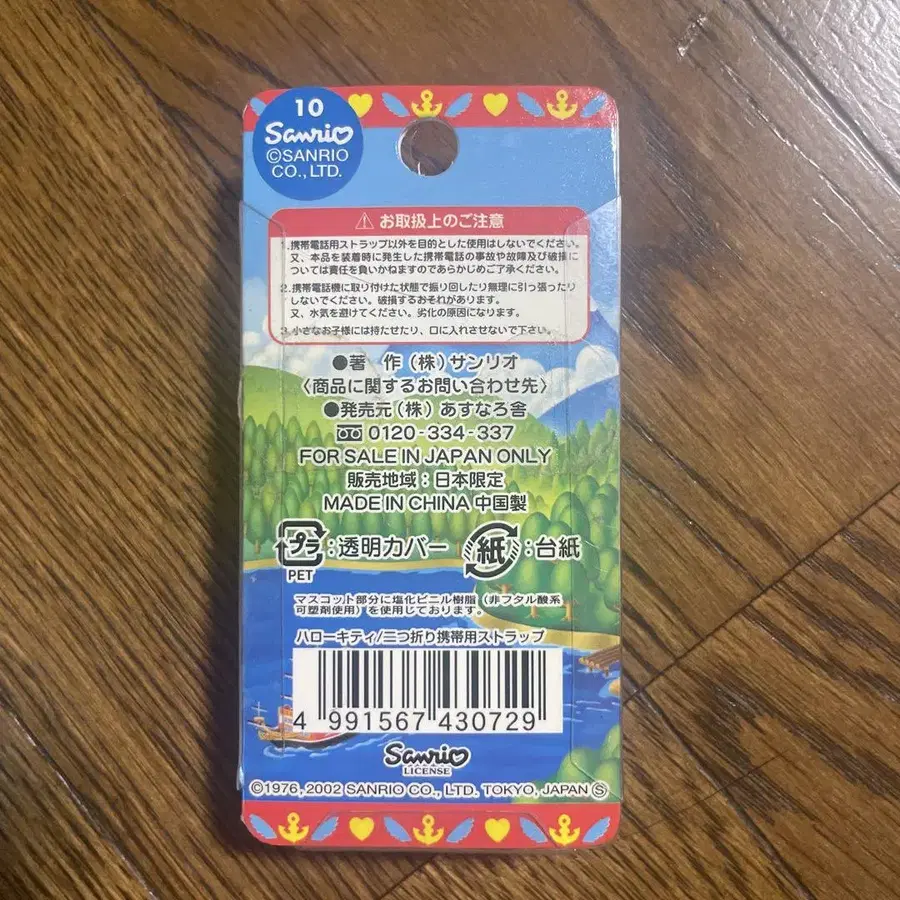 10
Sanrio
©SANRIO
CO., LTD.
⚠ お取扱上のご注意
1.携帯電話用ストラップ以外を目的とした使用はしないでください。
又、本品を装着時に発生した携帯電話の事故や故障及び破損に
ついては責任を負いかねますのであらかじめご了承ください。
2.携帯電話機に取り付けた状態で振り回したり無理に引っ張ったり
しないでください。破損するおそれがあります。
又、水気を避けてください。劣化の原因になります。
3.小さなお子様には持たせたり、口に入れさせないで下さい。
●著 作(株)サンリオ
〈商品に関するお問い合わせ先〉
●発売元(株)あすなろ舎
0120-334-337
FOR SALE IN JAPAN ONLY
販売地域:日本限定
MADE IN CHINA 中国製
プラ:透明カバー 紙:台紙
PET
マスコット部分に塩化ビニル樹脂(非フタル酸系
可塑剤使用)を使用しております。
ハローキティ/二つ折り携帯用ストラップ
4 991567 430729
Sanrio
LICENSE
©1976, 2002 SANRIO CO., LTD. TOKYO, JAPAN Ⓢ